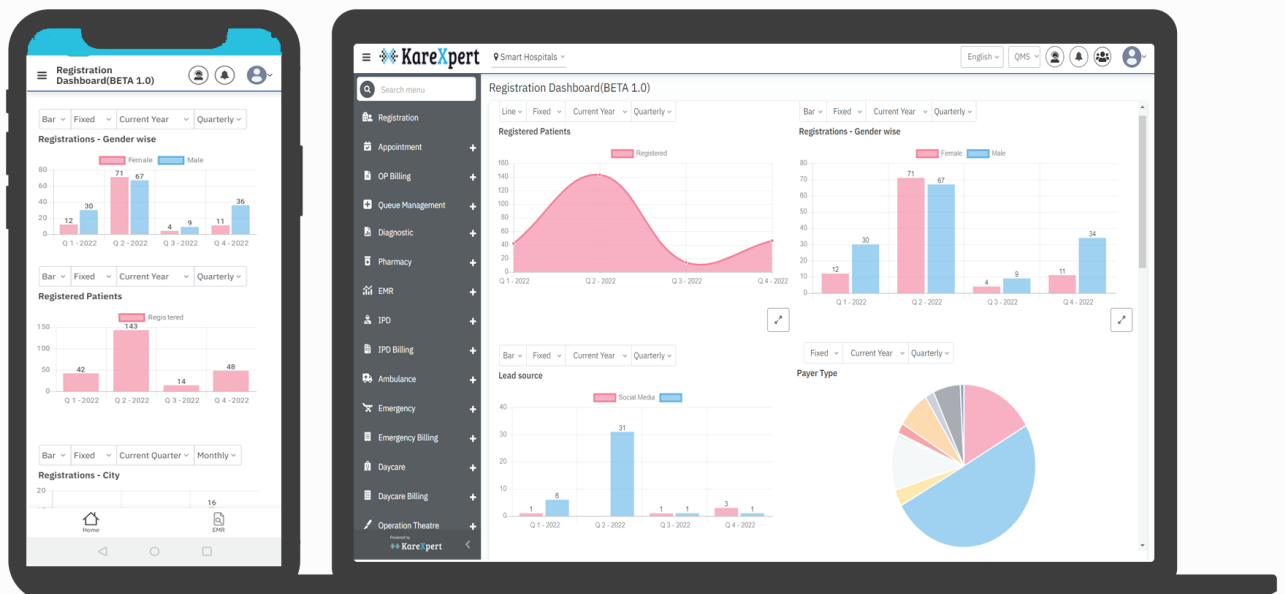 Registration
Dashboard(BETA 1.0)
Bar Fixed Current Year Quarterly
Registrations - Gender wise
Female Male
80
60
40
20
0
12 30 71 67 4 9 11 36
Q 1 - 2022 Q 2 - 2022 Q 3 - 2022 Q 4 - 2022
Bar Fixed Current Year Quarterly
Registered Patients
Registered
150
100
50
0
42 143 14 48
Q 1 - 2022 Q 2 - 2022 Q 3 - 2022 Q 4 - 2022
Bar Fixed Current Quarter Monthly
Registrations - City
20
16
Home EMR
KareXpert Smart Hospitals English QMS
Search menu
Registration
Appointment
OP Billing
Queue Management
Diagnostic
Pharmacy
EMR
IPD
IPD Billing
Ambulance
Emergency
Emergency Billing
Daycare
Daycare Billing
Operation Theatre
Powered by
KareXpert
Registration Dashboard(BETA 1.0)
Line Fixed Current Year Quarterly
Registered Patients
Registered
160
140
120
100
80
60
40
20
0
Q 1 - 2022 Q 2 - 2022 Q 3 - 2022 Q 4 - 2022
Bar Fixed Current Year Quarterly
Registrations - Gender wise
Female Male
80
70
60
50
40
30
20
10
0
12 30 71 67 4 9 11 34
Q 1 - 2022 Q 2 - 2022 Q 3 - 2022 Q 4 - 2022
Bar Fixed Current Year Quarterly
Lead source
Social Media
40
30
20
10
0
1 6 31 1 1 3 1
Q 1 - 2022 Q 2 - 2022 Q 3 - 2022 Q 4 - 2022
Fixed Current Year Quarterly
Payer Type